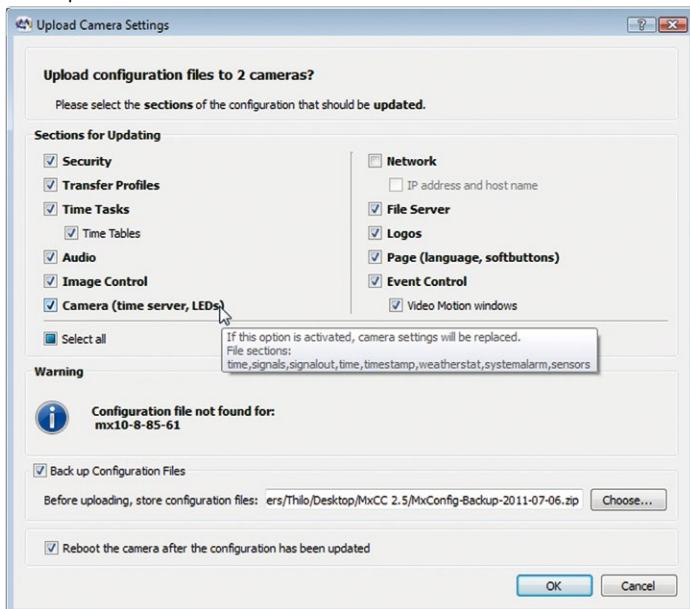 Upload Camera Settings
Upload configuration files to 2 cameras?
Please select the sections of the configuration that should be updated.
Sections for Updating
Security
Transfer Profiles
Time Tasks
Time Tables
Audio
Image Control
Camera (time server, LEDs)
Network
IP address and host name
File Server
Logos
Page (language, softbuttons)
Event Control
Video Motion windows
Select all
If this option is activated, camera settings will be replaced.
File sections:
time,signals,signalout,time,timestamp,weatherstat,systemalarm,sensors
Warning
Configuration file not found for:
mx10-8-85-61
Back up Configuration Files
Before uploading, store configuration files: ers/Thilo/Desktop/MxCC 2.5/MxConfig-Backup-2011-07-06.zip Choose...
Reboot the camera after the configuration has been updated
OK Cancel